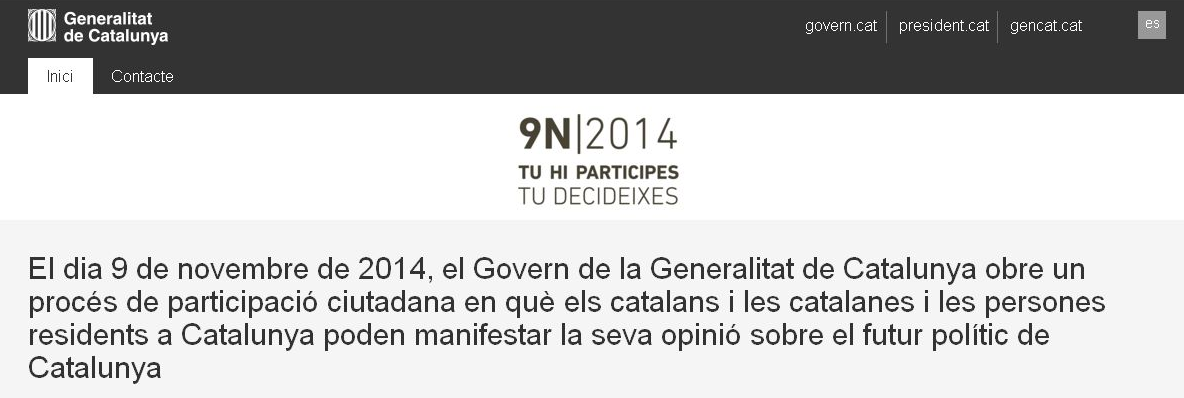 Generalitat
de Catalunya
govern.cat president.cat gencat.cat es
Inici Contacte
9N|2014
TU HI PARTICIPES
TU DECIDEIXES
El dia 9 de novembre de 2014, el Govern de la Generalitat de Catalunya obre un
procés de participació ciutadana en què els catalans i les catalanes i les persones
residents a Catalunya poden manifestar la seva opinió sobre el futur polític de
Catalunya